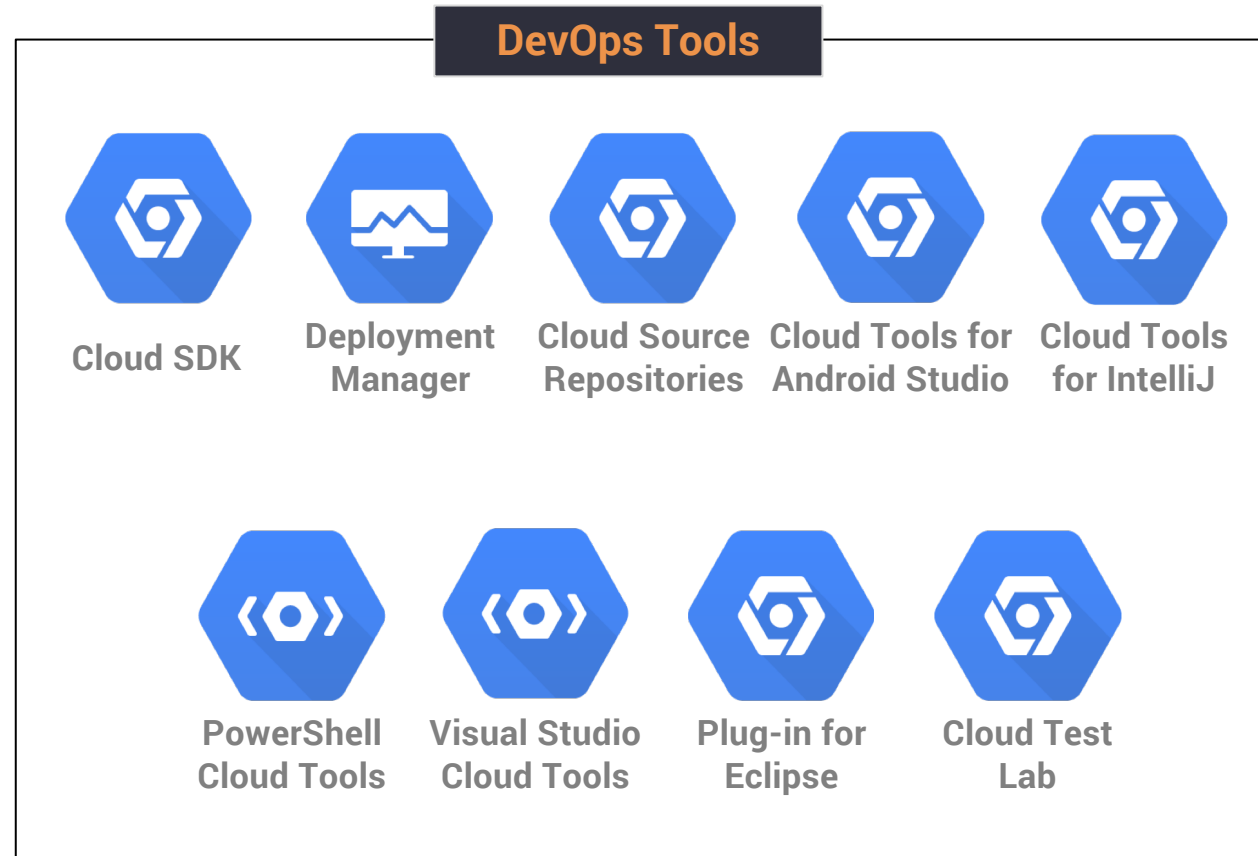 DevOps Tools
Cloud SDK
Deployment
Manager
Cloud Source
Repositories
Cloud Tools for
Android Studio
Cloud Tools
for IntelliJ
PowerShell
Cloud Tools
Visual Studio
Cloud Tools
Plug-in for
Eclipse
Cloud Test
Lab